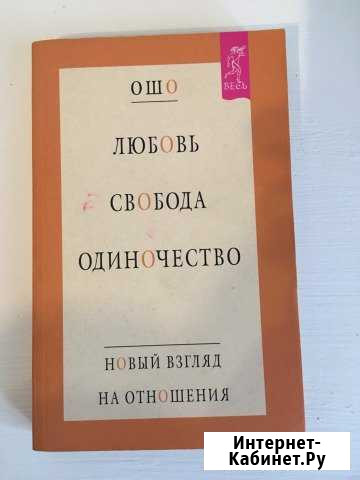 ОШО
ВЕСЬ
ЛЮБОВЬ
СВОБОДА
ОДИНОЧЕСТВО
НОВЫЙ ВЗГЛЯД
НА ОТНОШЕНИЯ
Интернет-
Кабинет.Ру